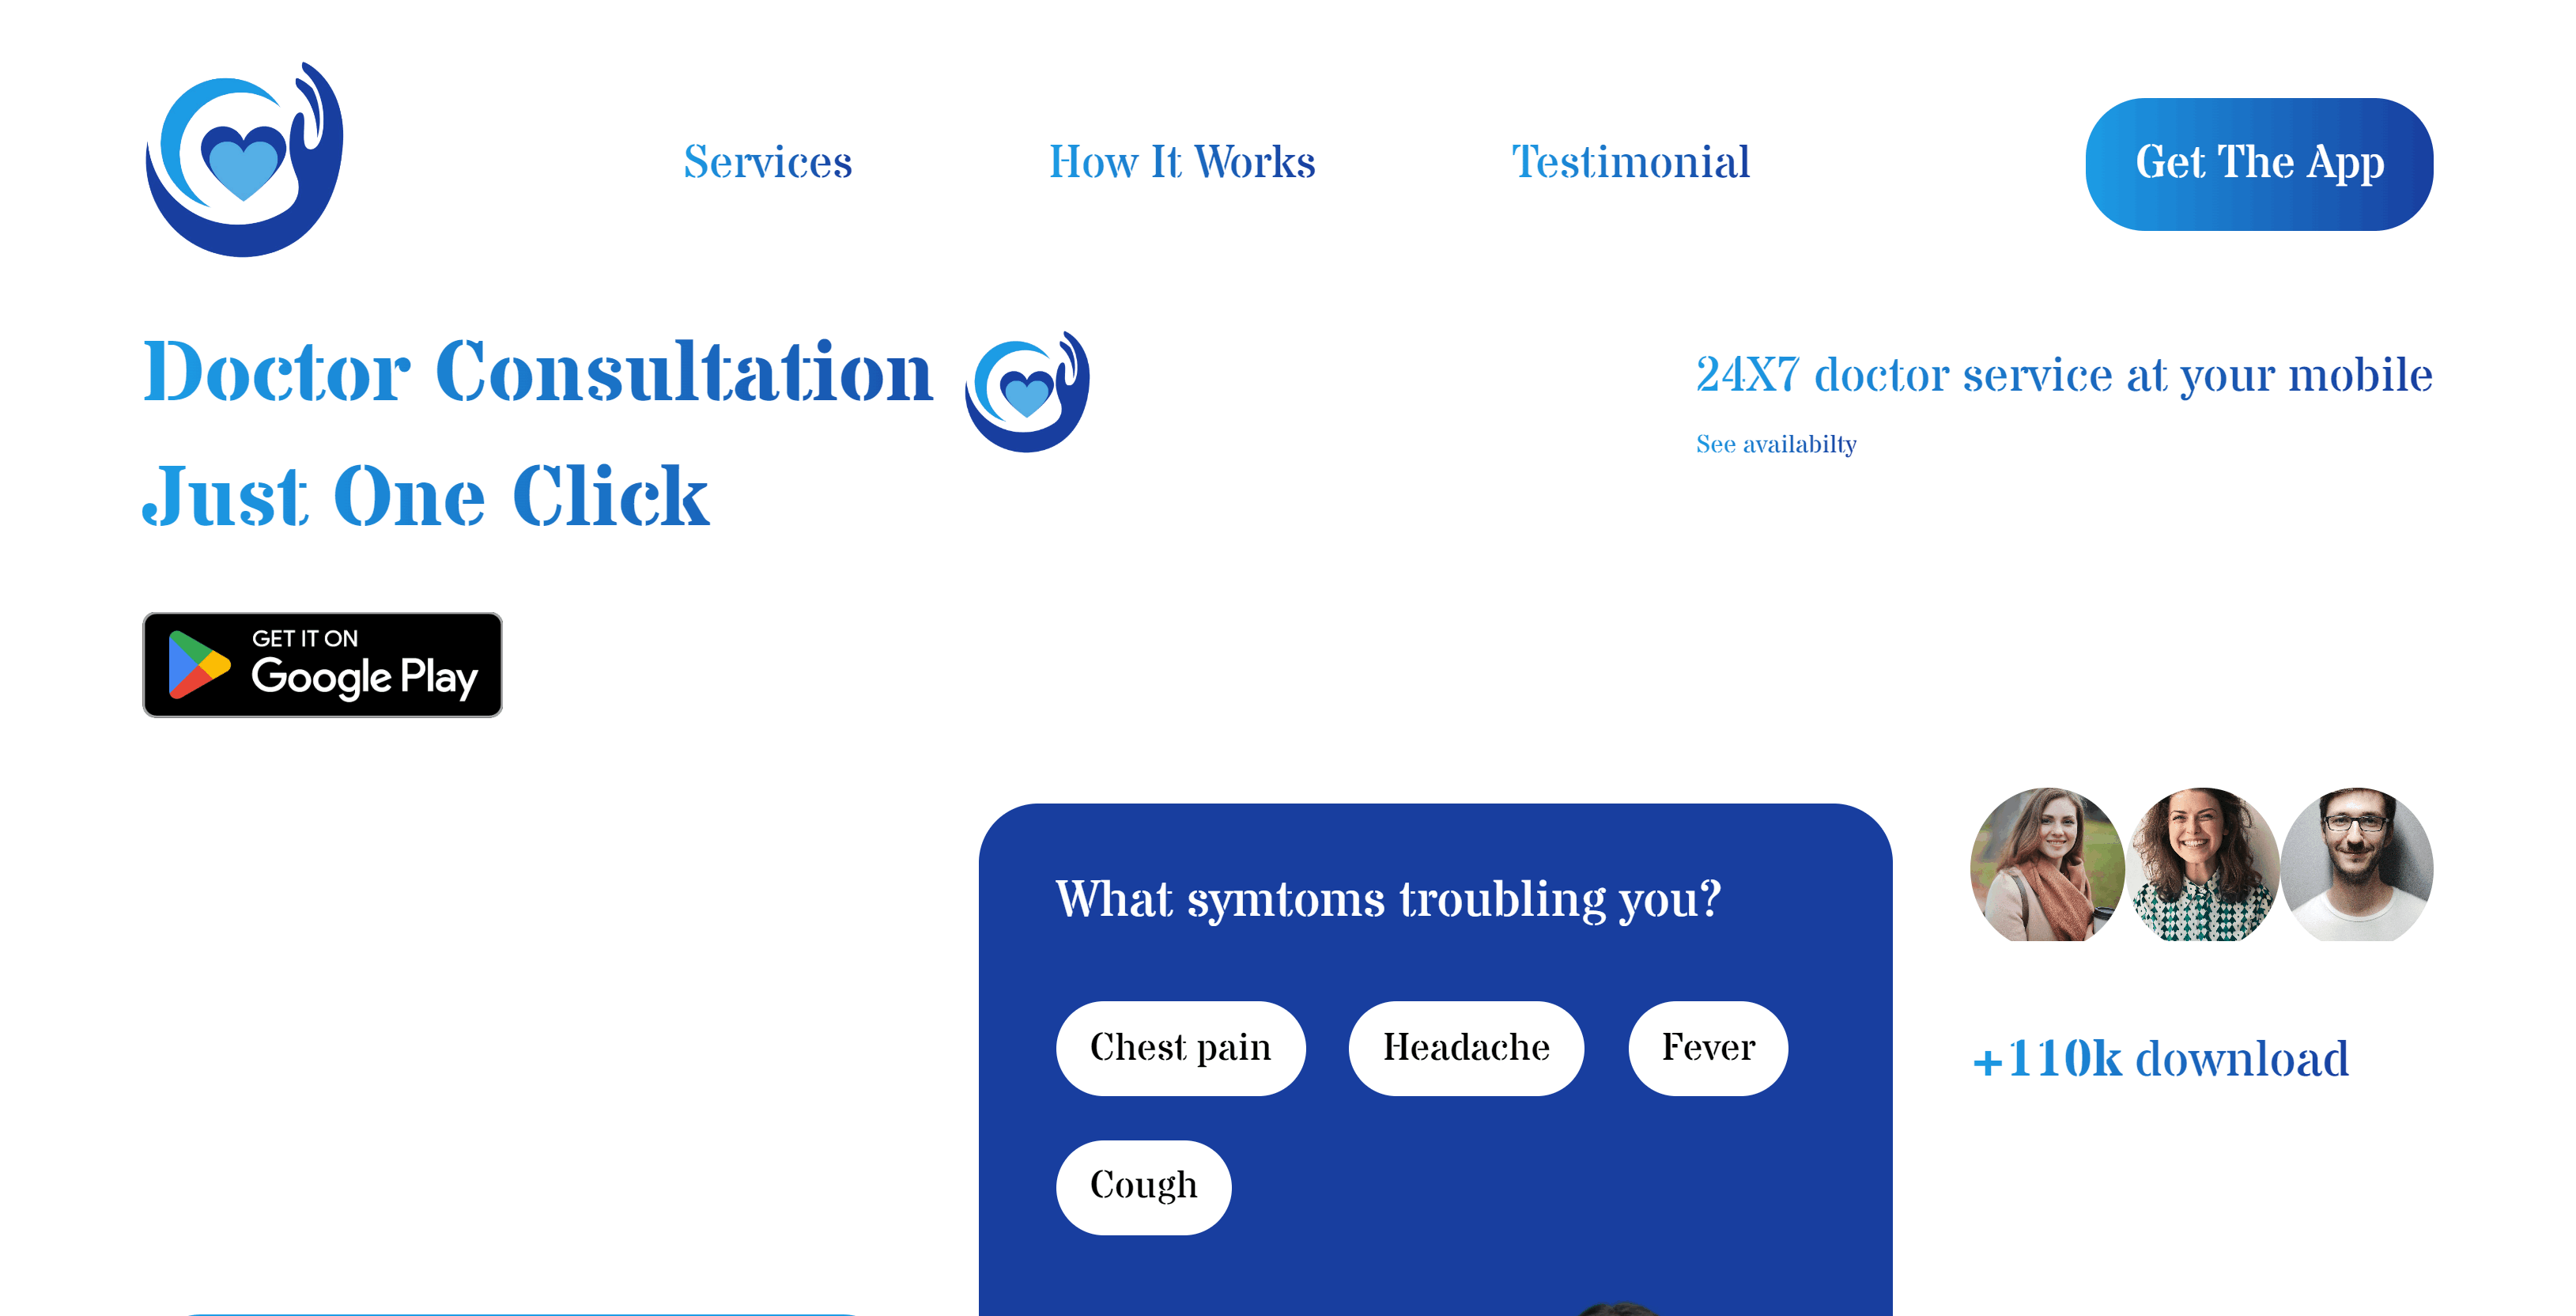 Services
How It Works
Testimonial
Get The App
Doctor Consultation
Just One Click
24X7 doctor service at your mobile
See availabilty
GET IT ON
Google Play
What symtoms troubling you?
Chest pain
Headache
Fever
Cough
+110k download